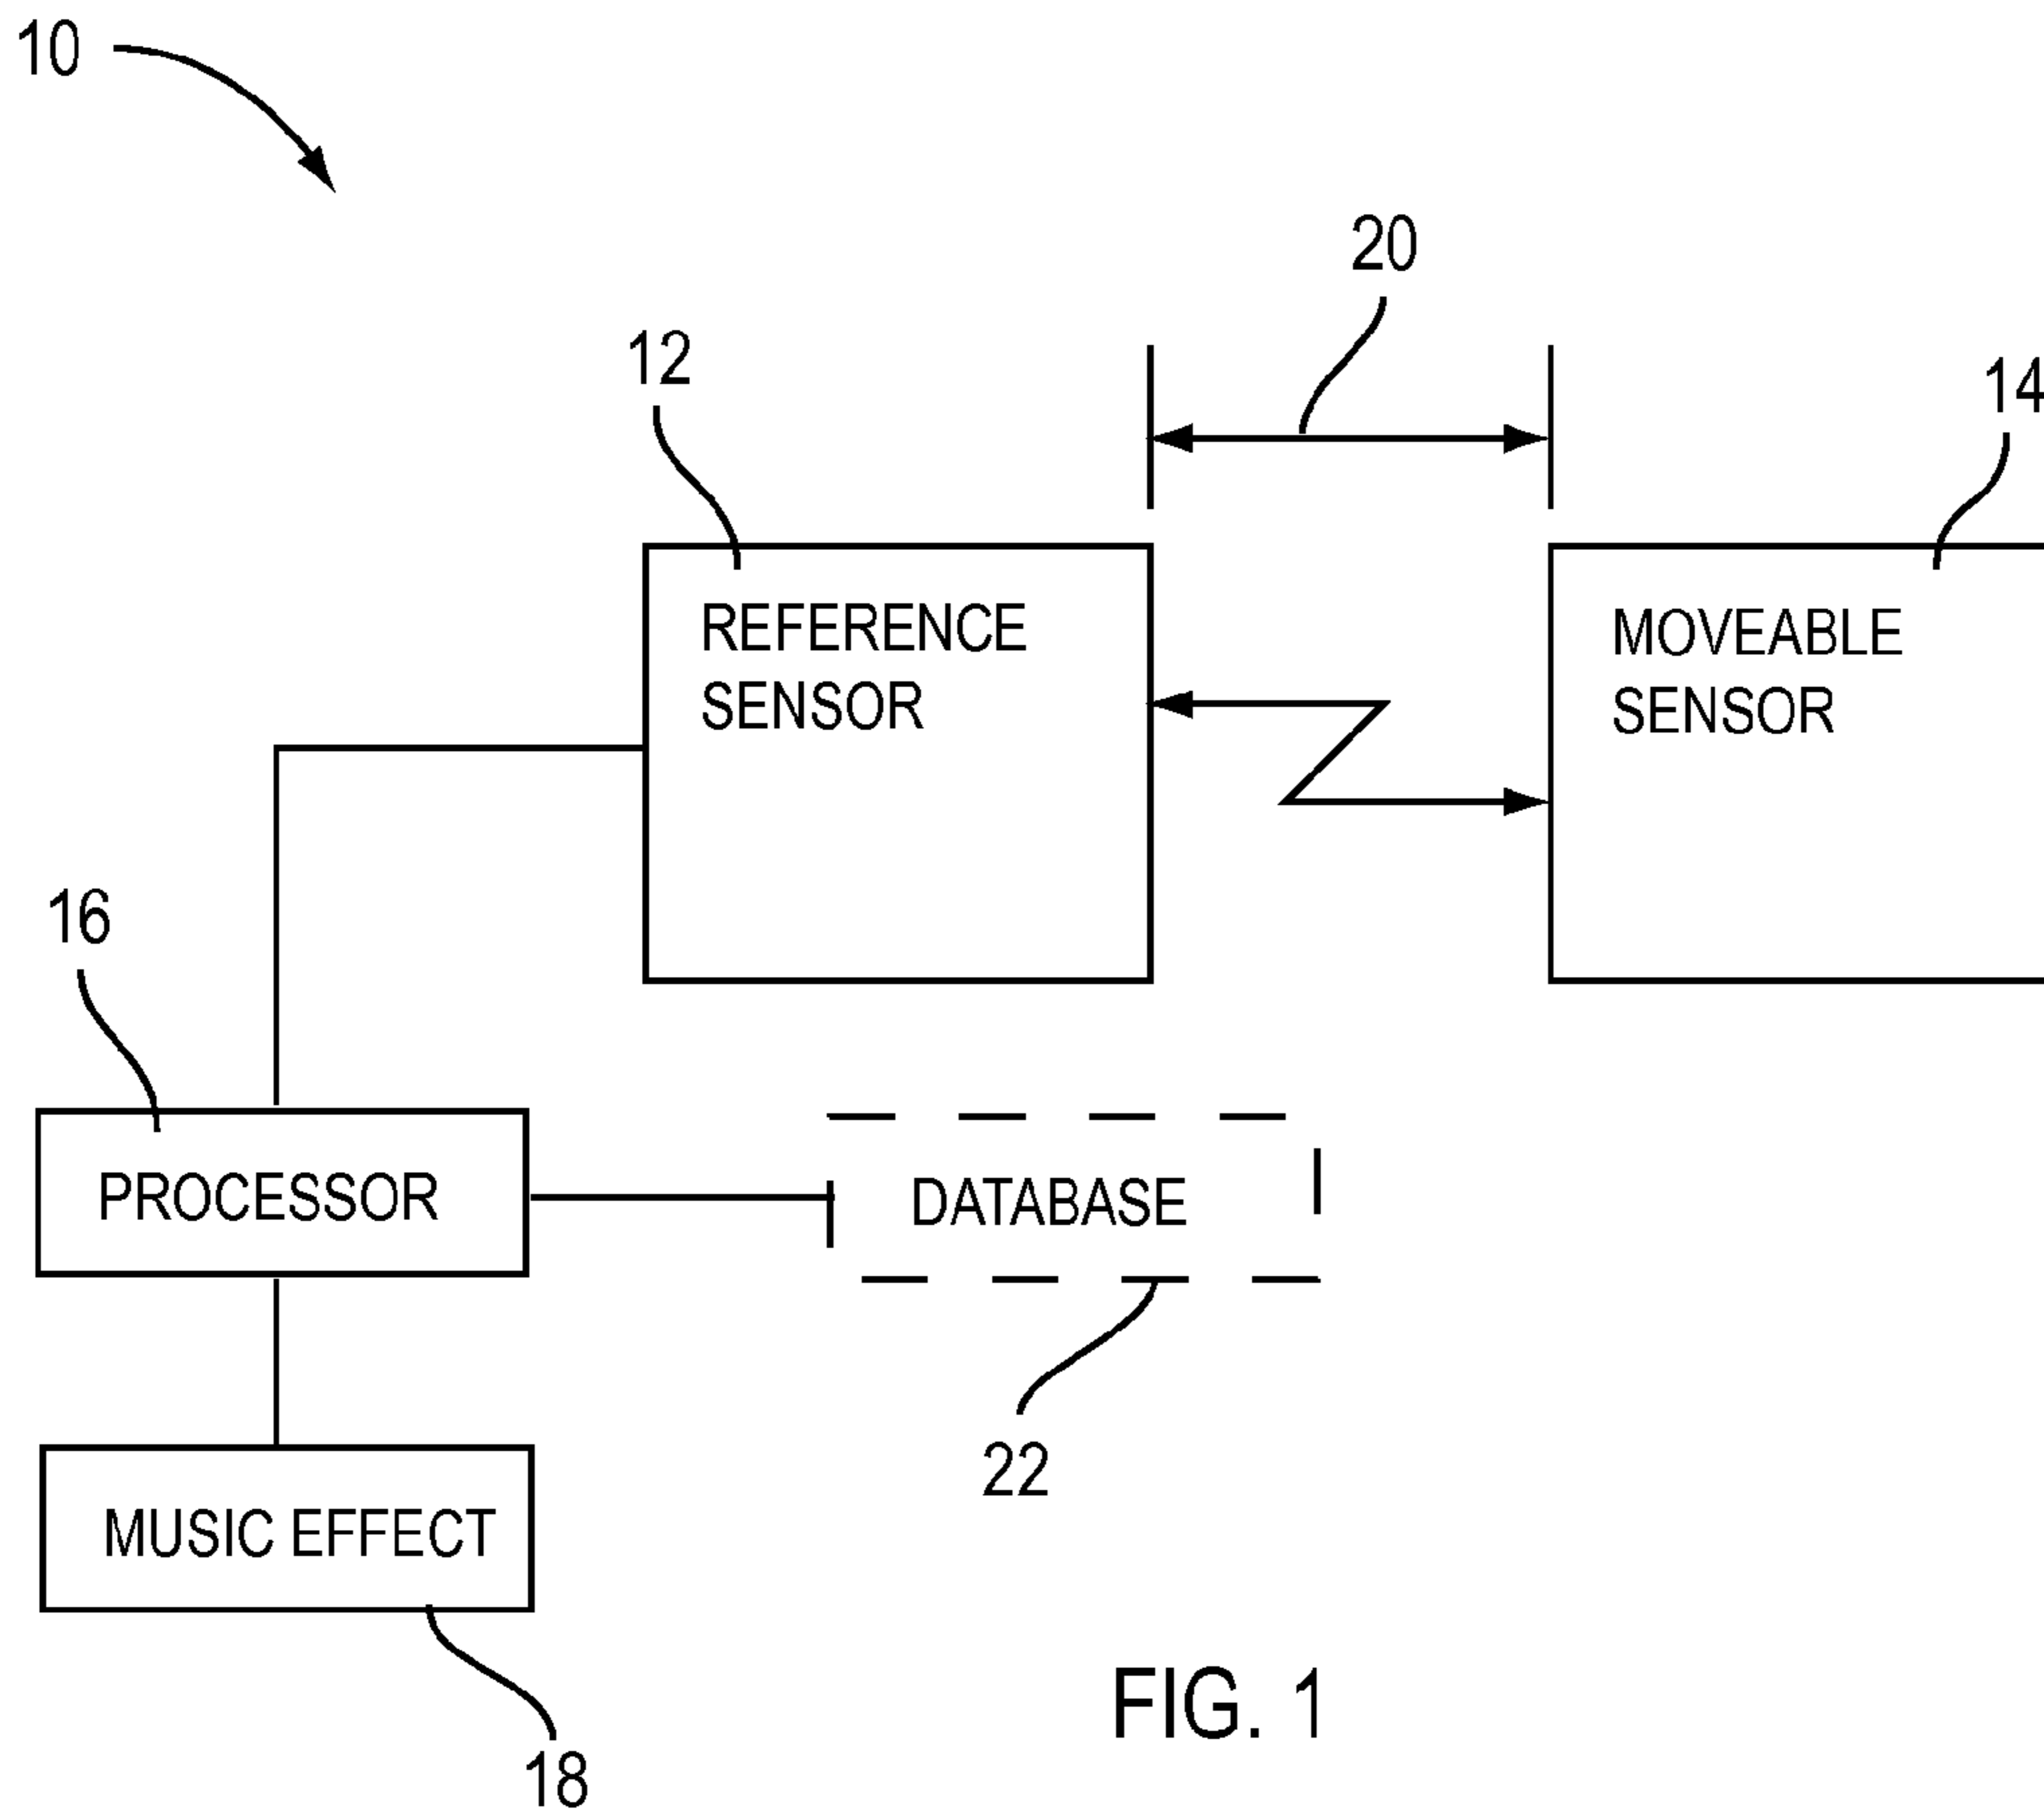 10
20
12
14
REFERENCE
SENSOR
MOVEABLE
SENSOR
16
PROCESSOR
DATABASE
22
MUSIC EFFECT
18
FIG. 1